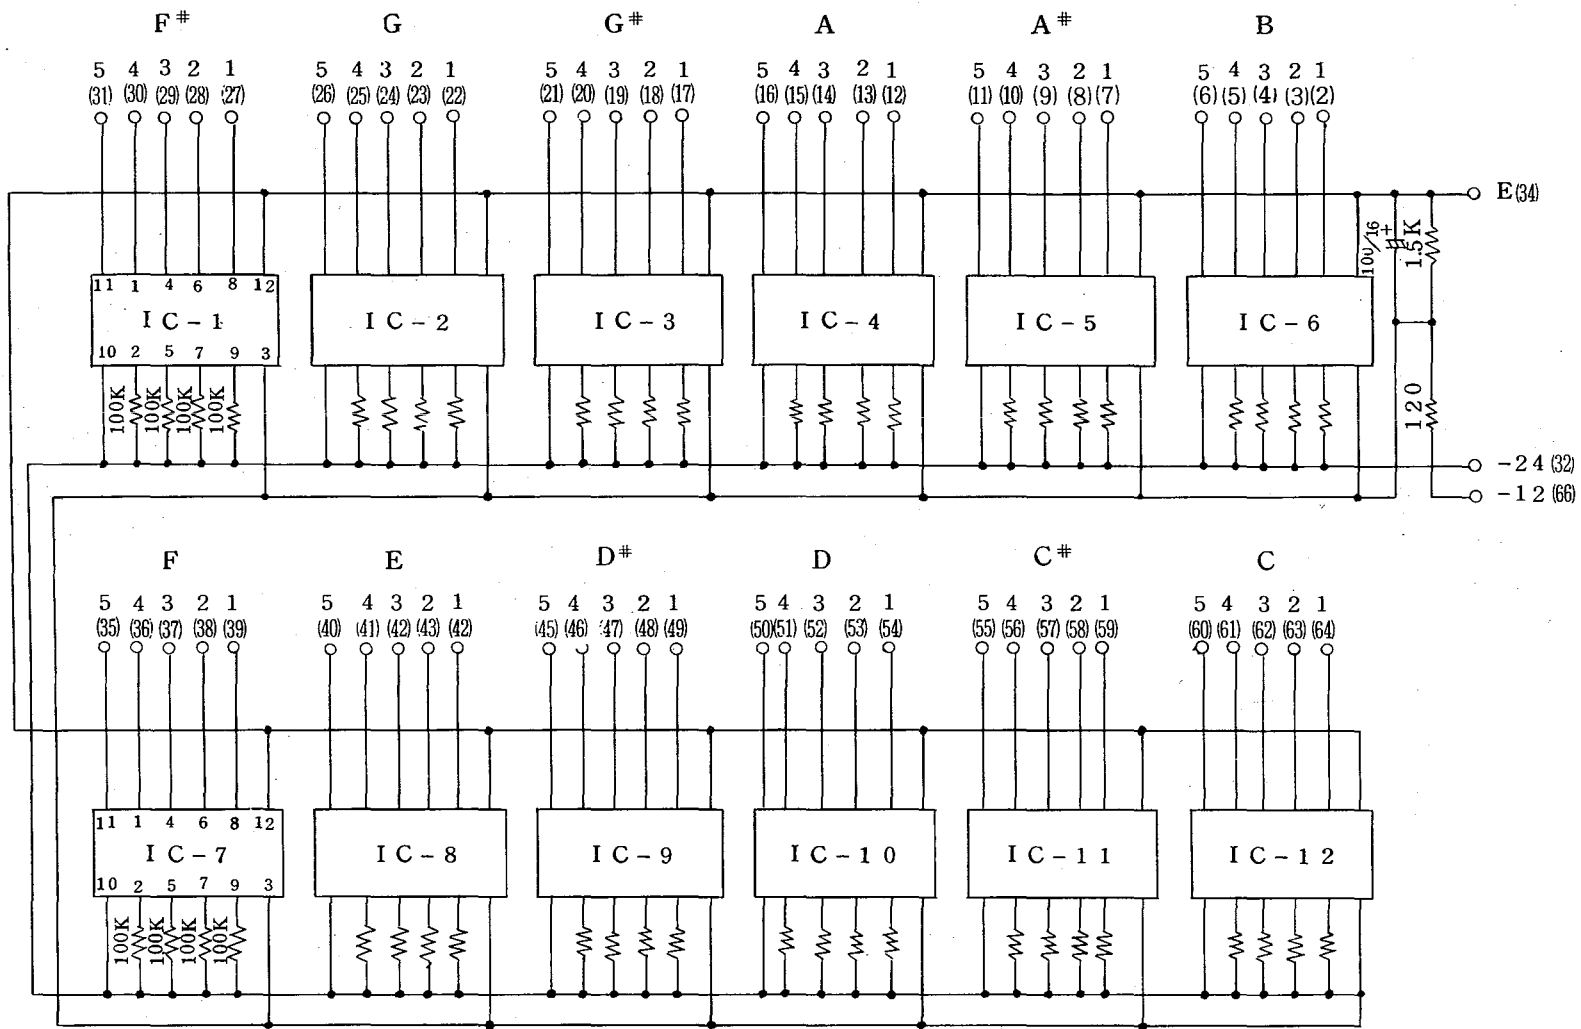 F# G G# A A# B
5 4 3 2 1 5 4 3 2 1 5 4 3 2 1 5 4 3 2 1 5 4 3 2 1 5 4 3 2 1
(31) (30) (29) (28) (27) (26) (25) (24) (23) (22) (21) (20) (19) (18) (17) (16) (15) (14) (13) (12) (11) (10) (9) (8) (7) (6) (5) (4) (3) (2)
E (34)
100/16 +
1.5K
11 1 4 6 8 12
IC-1 IC-2 IC-3 IC-4 IC-5 IC-6
10 2 5 7 9 3
100K 100K 100K 100K
120
-24 (32)
-12 (66)
F E D# D C# C
5 4 3 2 1 5 4 3 2 1 5 4 3 2 1 5 4 3 2 1 5 4 3 2 1 5 4 3 2 1
(35) (36) (37) (38) (39) (40) (41) (42) (43) (42) (45) (46) (47) (48) (49) (50) (51) (52) (53) (54) (55) (56) (57) (58) (59) (60) (61) (62) (63) (64)
11 1 4 6 8 12
IC-7 IC-8 IC-9 IC-10 IC-11 IC-12
10 2 5 7 9 3
100K 100K 100K 100K